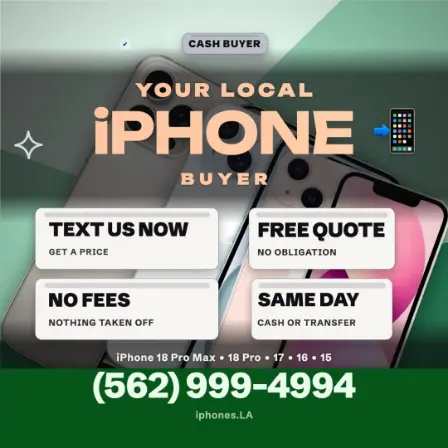 CASH BUYER
YOUR LOCAL
iPHONE
BUYER
TEXT US NOW
GET A PRICE
FREE QUOTE
NO OBLIGATION
NO FEES
NOTHING TAKEN OFF
SAME DAY
CASH OR TRANSFER
iPhone 18 Pro Max • 18 Pro • 17 • 16 • 15
(562) 999-4994
iphones.LA